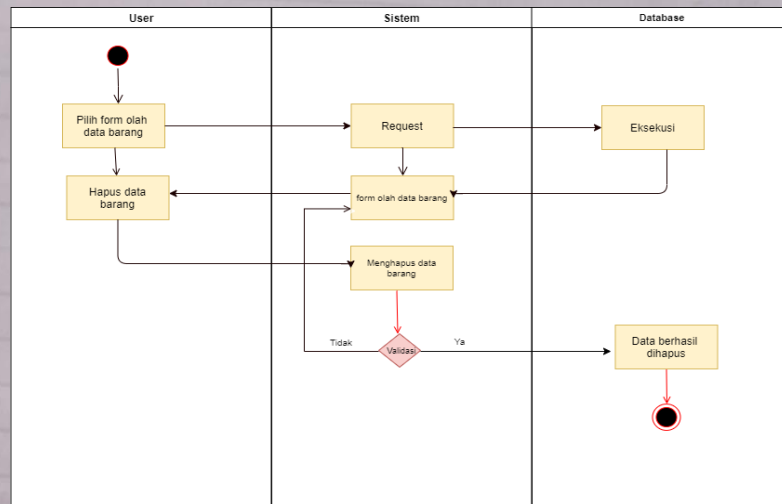 User
Sistem
Database
Pilih form olah
data barang
Request
Eksekusi
Hapus data
barang
form olah data barang
Menghapus data
barang
Tidak
Validasi
Ya
Data berhasil
dihapus